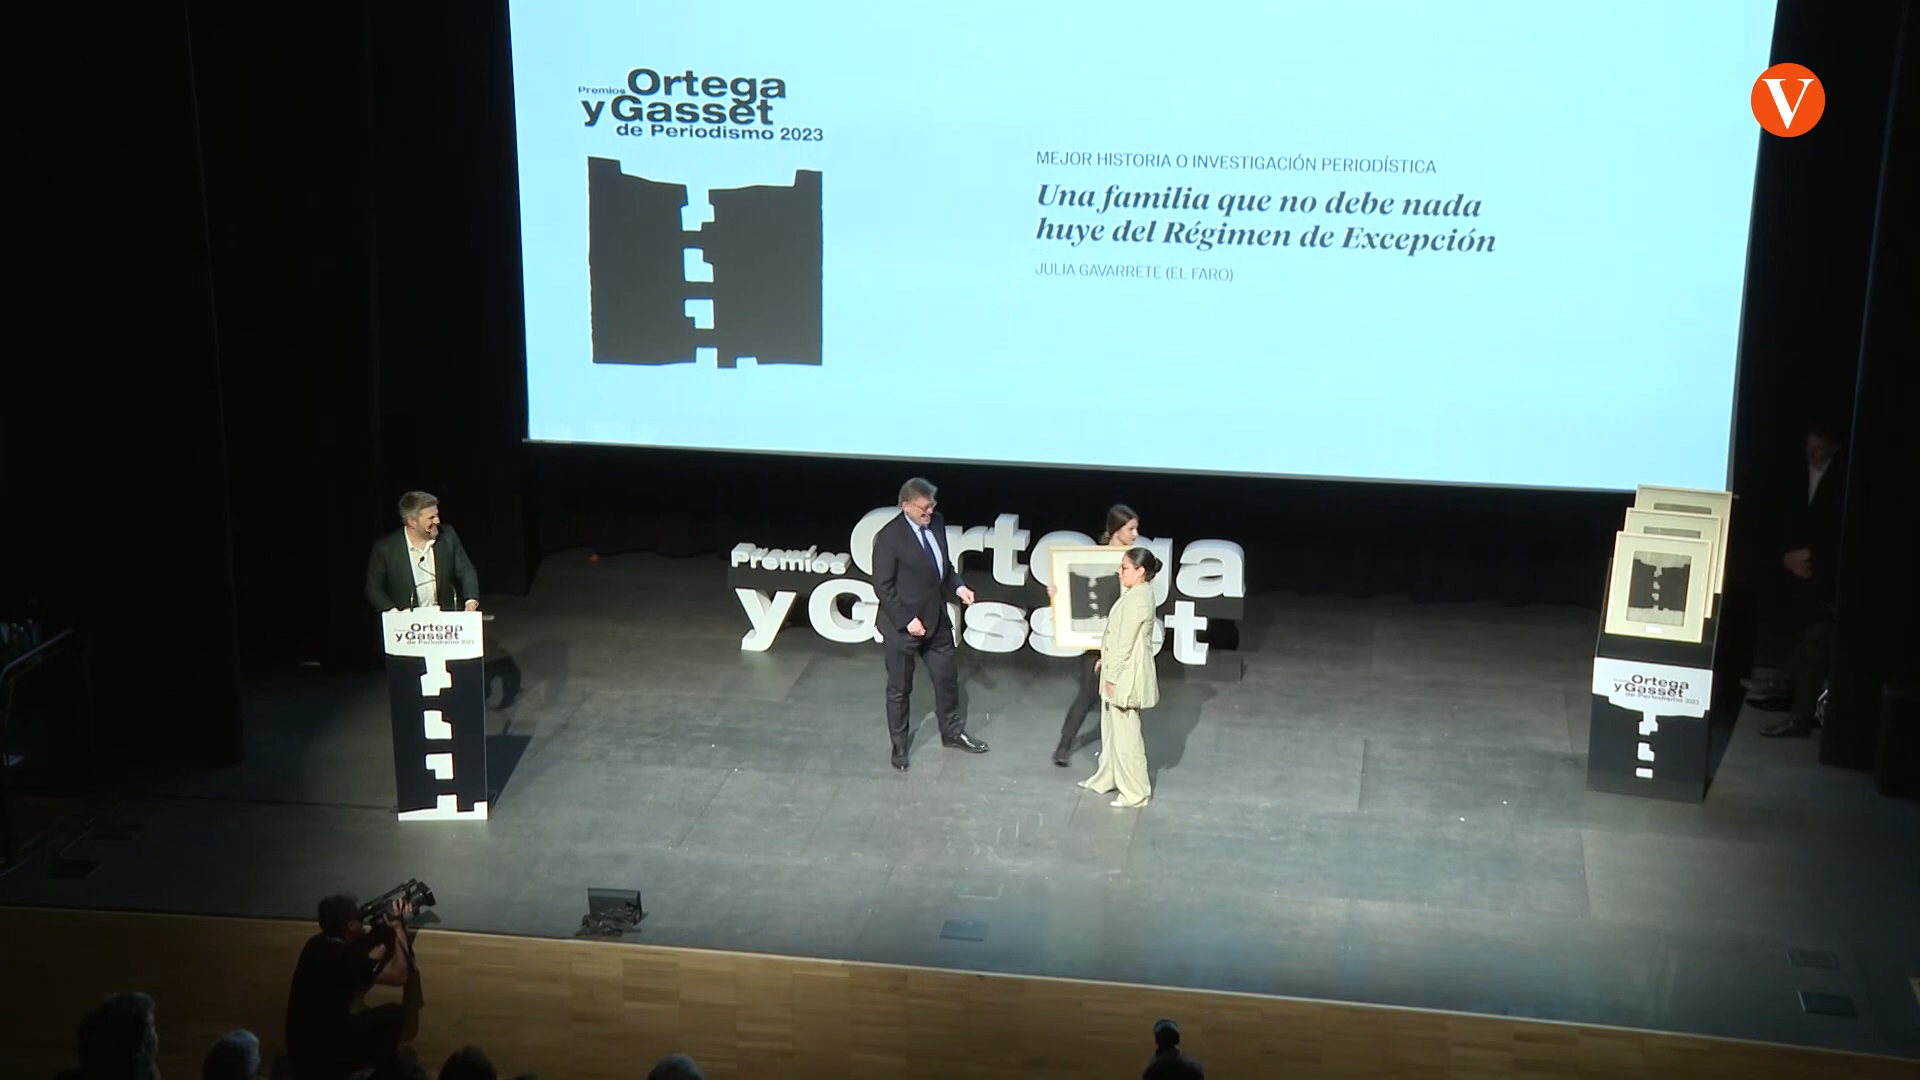 Premios Ortega
y Gasset
de Periodismo 2023
V
MEJOR HISTORIA O INVESTIGACIÓN PERIODÍSTICA
Una familia que no debe nada
huye del Régimen de Excepción
JULIA GAVARRETE (EL FARO)
Premios Ortega
y Gasset
Ortega
y Gasset
de Periodismo 2023
Ortega
y Gasset
de Periodismo 2023